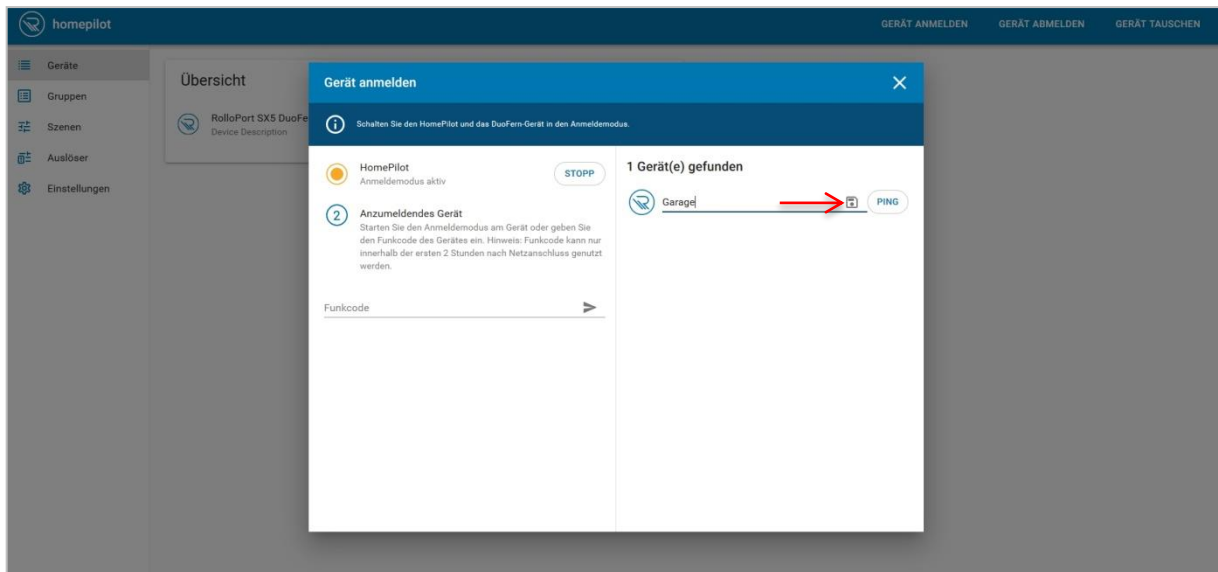 homepilot
GERÄT ANMELDEN
GERÄT ABMELDEN
GERÄT TAUSCHEN
Geräte
Gruppen
Szenen
Auslöser
Einstellungen
Übersicht
RolloPort SX5 DuoFe
Device Description
Gerät anmelden
Schalten Sie den HomePilot und das DuoFern-Gerät in den Anmeldemodus.
HomePilot
Anmeldemodus aktiv
STOPP
2
Anzumeldendes Gerät
Starten Sie den Anmeldemodus am Gerät oder geben Sie
den Funkcode des Gerätes ein. Hinweis: Funkcode kann nur
innerhalb der ersten 2 Stunden nach Netzanschluss genutzt
werden.
Funkcode
1 Gerät(e) gefunden
Garage
PING